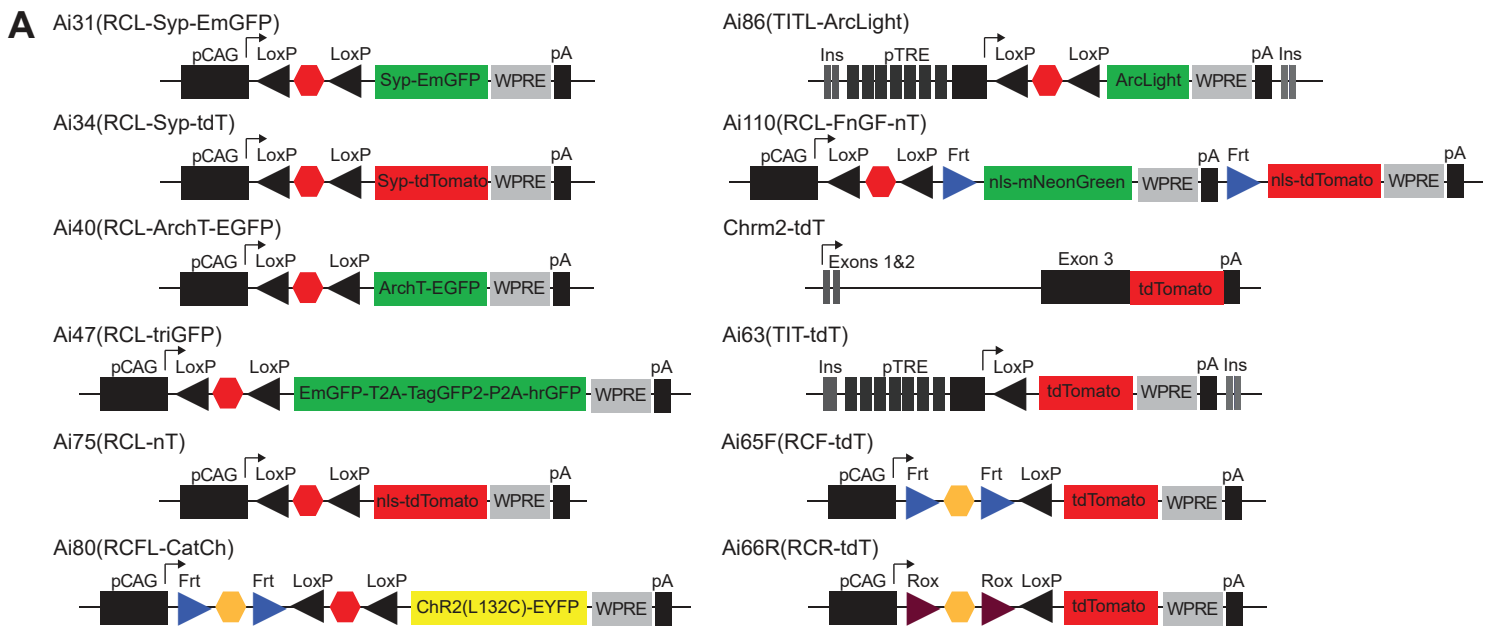 A
Ai31(RCL-Syp-EmGFP)
pCAG LoxP LoxP pA
Syp-EmGFP WPRE
Ai34(RCL-Syp-tdT)
pCAG LoxP LoxP pA
Syp-tdTomato WPRE
Ai40(RCL-ArchT-EGFP)
pCAG LoxP LoxP pA
ArchT-EGFP WPRE
Ai47(RCL-triGFP)
pCAG LoxP LoxP pA
EmGFP-T2A-TagGFP2-P2A-hrGFP WPRE
Ai75(RCL-nT)
pCAG LoxP LoxP pA
nls-tdTomato WPRE
Ai80(RCFL-CatCh)
pCAG Frt Frt LoxP LoxP pA
ChR2(L132C)-EYFP WPRE
Ai86(TITL-ArcLight)
Ins pTRE LoxP LoxP pA Ins
ArcLight WPRE
Ai110(RCL-FnGF-nT)
pCAG LoxP LoxP Frt pA Frt pA
nls-mNeonGreen WPRE nls-tdTomato WPRE
Chrm2-tdT
Exons 1&2 Exon 3 pA
tdTomato
Ai63(TIT-tdT)
Ins pTRE LoxP pA Ins
tdTomato WPRE
Ai65F(RCF-tdT)
pCAG Frt Frt LoxP pA
tdTomato WPRE
Ai66R(RCR-tdT)
pCAG Rox Rox LoxP pA
tdTomato WPRE